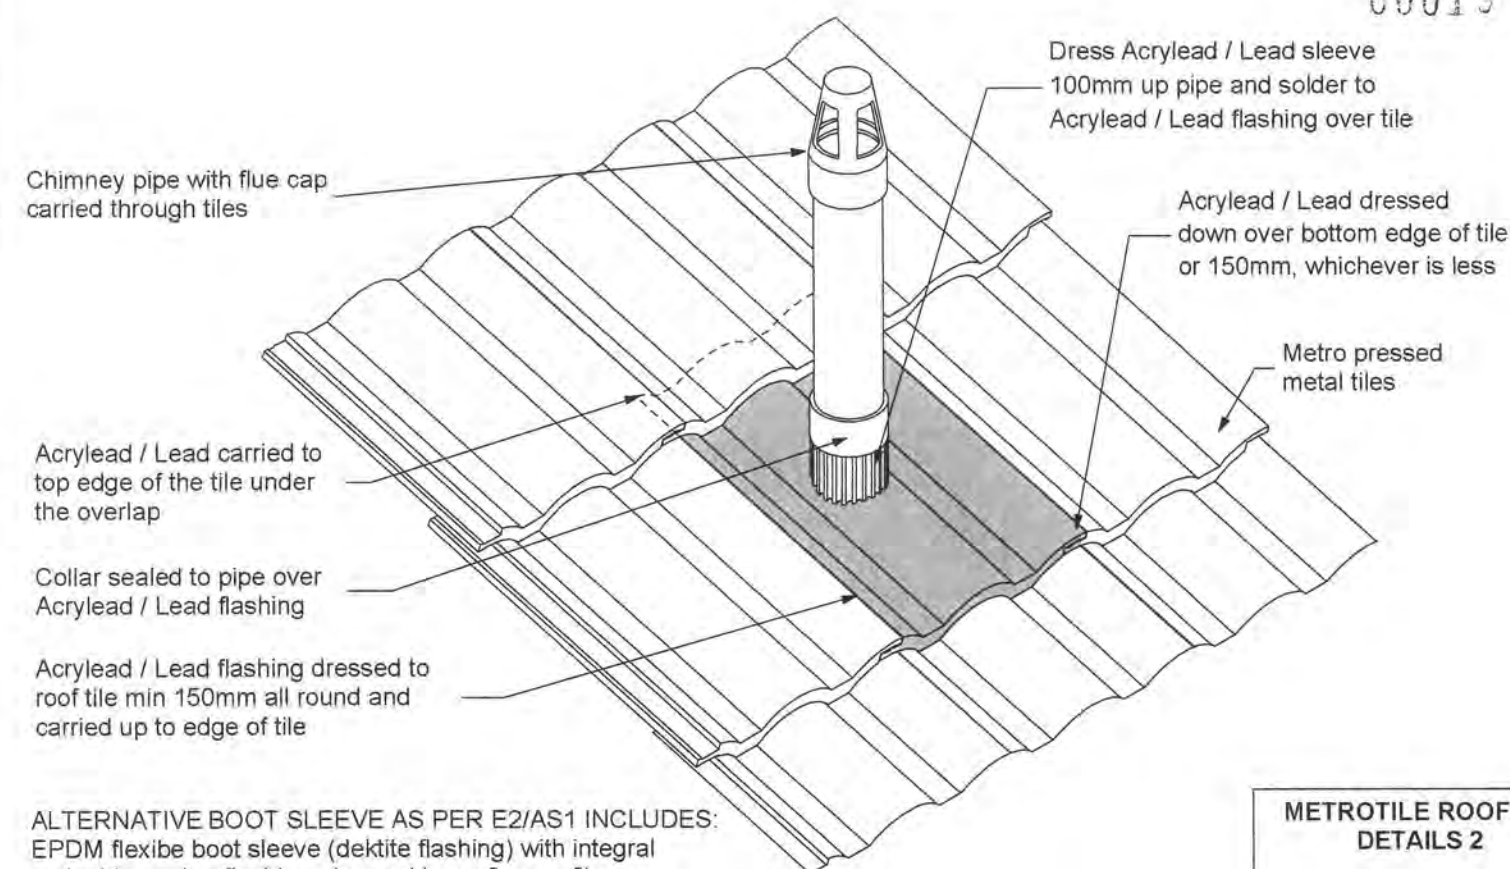 Dress Acrylead / Lead sleeve
100mm up pipe and solder to
Acrylead / Lead flashing over tile
Chimney pipe with flue cap
carried through tiles
Acrylead / Lead dressed
down over bottom edge of tile
or 150mm, whichever is less
Metro pressed
metal tiles
Acrylead / Lead carried to
top edge of the tile under
the overlap
Collar sealed to pipe over
Acrylead / Lead flashing
Acrylead / Lead flashing dressed to
roof tile min 150mm all round and
carried up to edge of tile
ALTERNATIVE BOOT SLEEVE AS PER E2/AS1 INCLUDES:
EPDM flexibe boot sleeve (dektite flashing) with integral
METROTILE ROOF
DETAILS 2